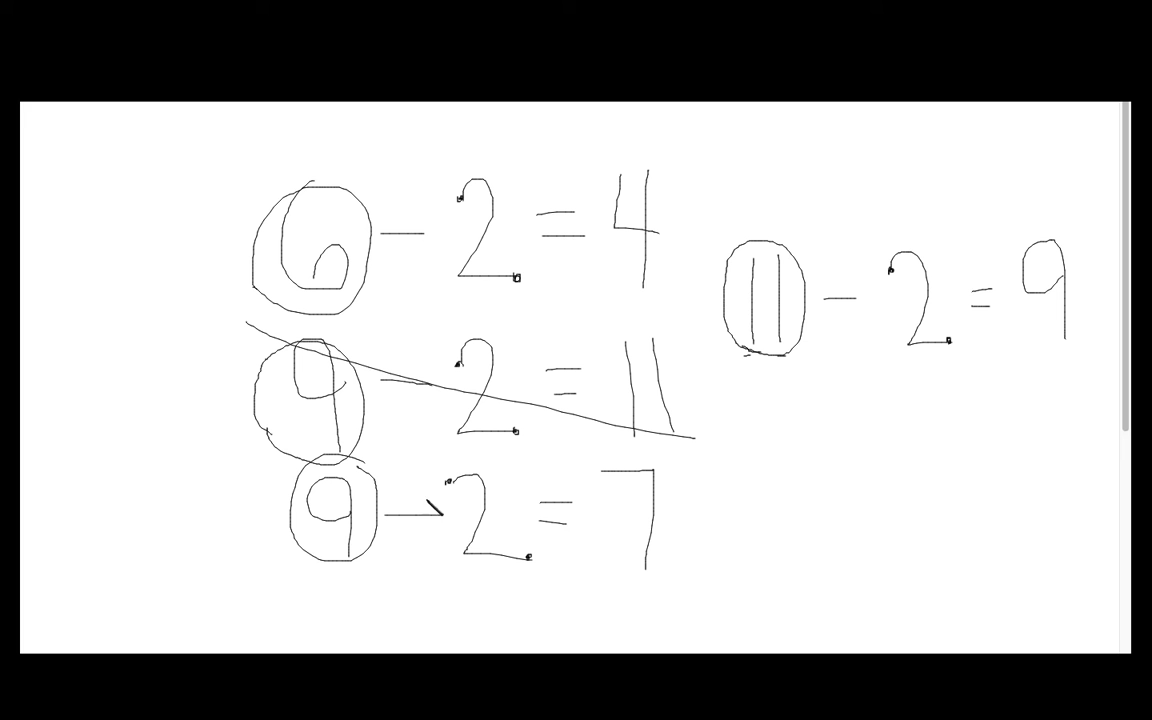 6 - 2 = 4
11 - 2 = 9
9 - 2 = 11
9 - 2 = 7